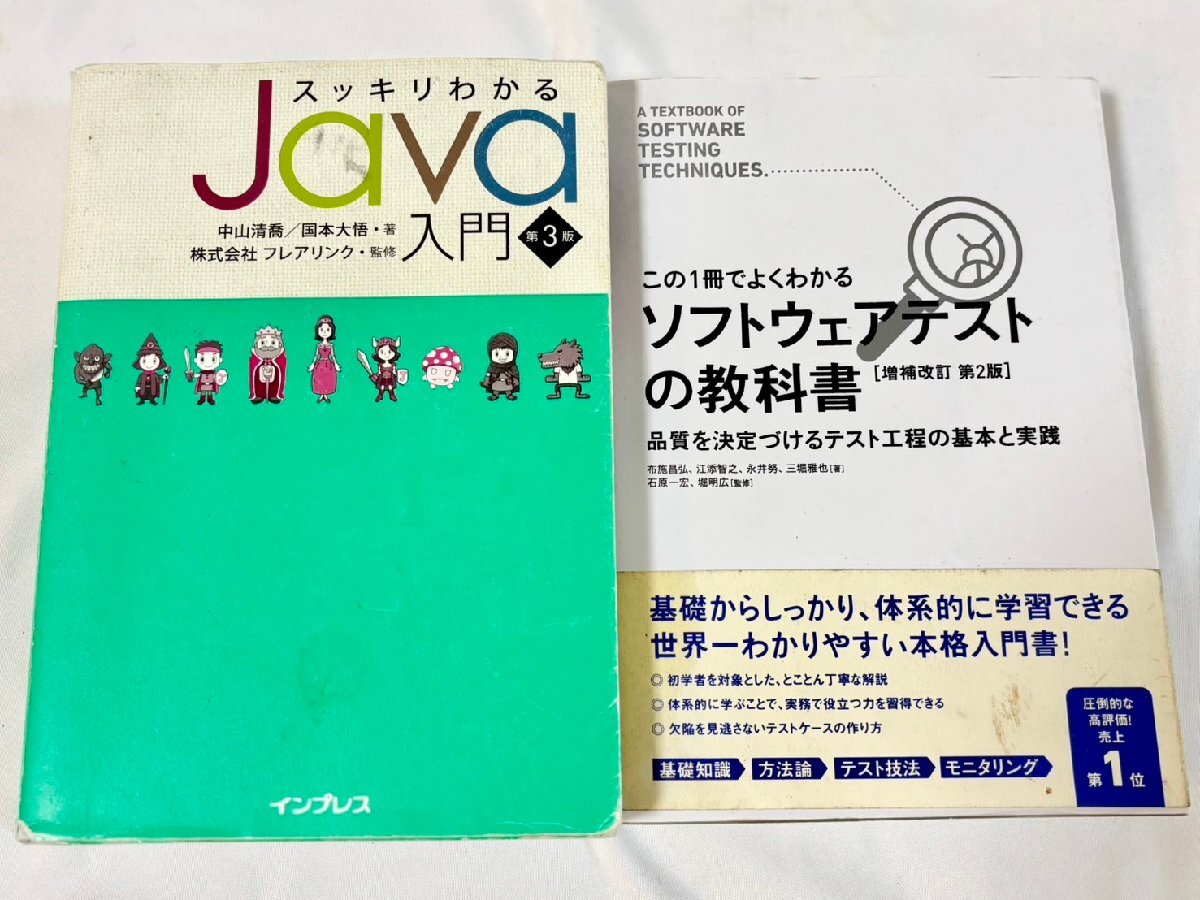 スッキリわかる
Java
入門
第3版
中山清喬／国本大悟・著
株式会社 フレアリンク・監修
インプレス
A TEXTBOOK OF
SOFTWARE
TESTING
TECHNIQUES.
この1冊でよくわかる
ソフトウェアテスト
の教科書
[増補改訂 第2版]
品質を決定づけるテスト工程の基本と実践
布施昌弘、江添智之、永井努、三堀雅也[著]
石原一宏、堀明広[監修]
基礎からしっかり、体系的に学習できる
世界一わかりやすい本格入門書!
◎ 初学者を対象とした、とことん丁寧な解説
◎ 体系的に学ぶことで、実務で役立つ力を習得できる
◎ 欠陥を見逃さないテストケースの作り方
基礎知識 方法論 テスト技法 モニタリング
圧倒的な
高評価!
売上
第1位